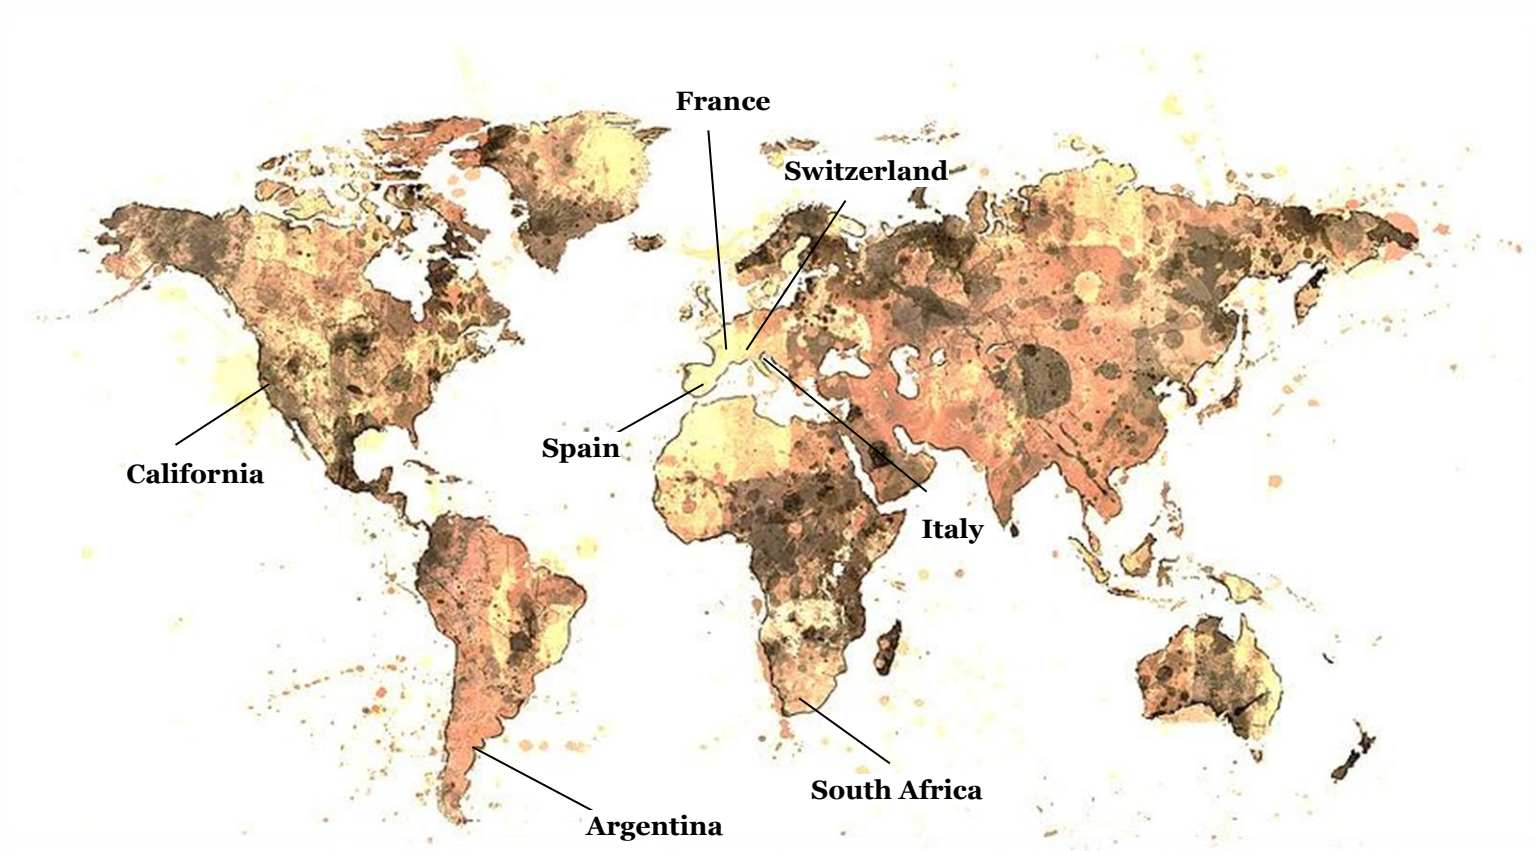 France
Switzerland
Spain
California
Italy
South Africa
Argentina